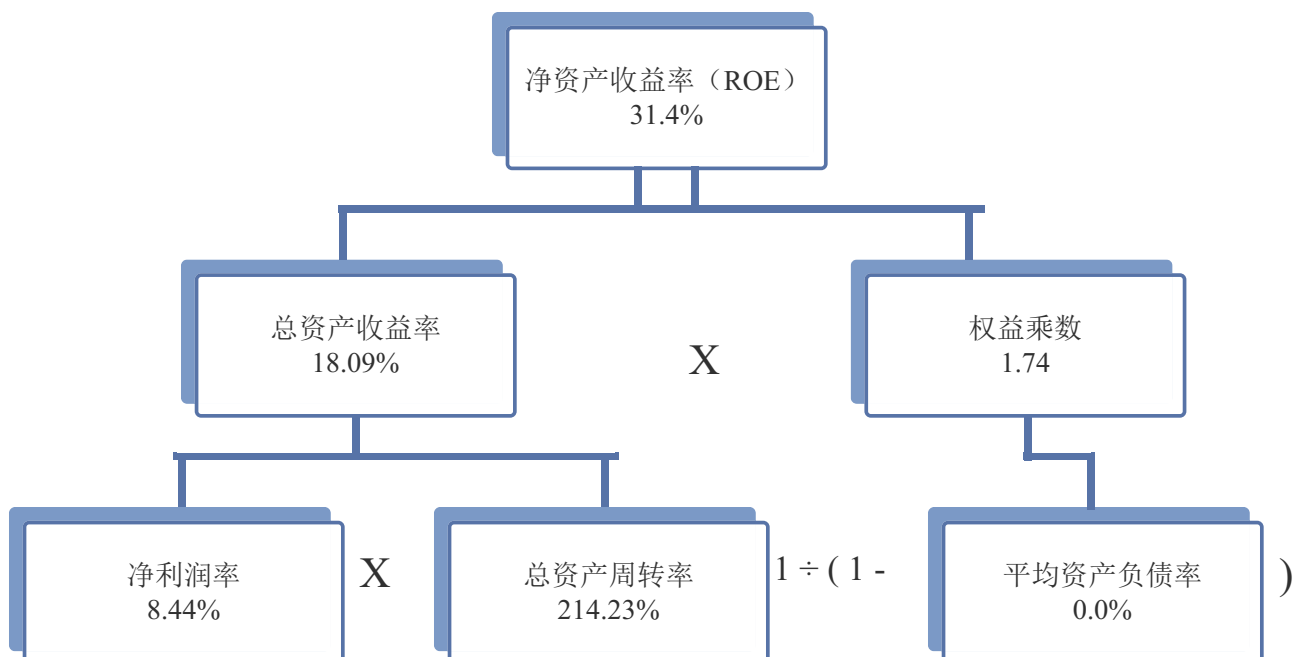 净资产收益率（ROE）
31.4%
总资产收益率
18.09%
X
权益乘数
1.74
净利润率
8.44%
X
总资产周转率
214.23%
1 ÷ ( 1 -
平均资产负债率
0.0%
)